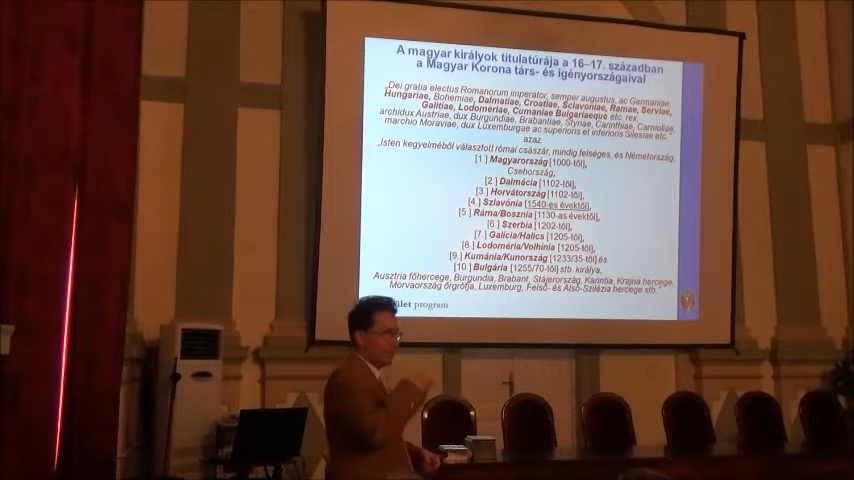 A magyar királyok titulatúrája a 16–17. században
a Magyar Korona társ- és igényországaival
„Dei gratia electus Romanorum imperator, semper augustus, ac Germaniae,
Hungariae, Bohemiae, Dalmatiae, Croatiae, Sclavoniae, Ramae, Serviae,
Galitiae, Lodomeriae, Cumaniae Bulgariaeque etc. rex,
archidux Austriae, dux Burgundiae, Brabantiae, Styriae, Carinthiae, Carnioliae,
marchio Moraviae, dux Luxemburgae ac superioris et inferioris Silesiae etc.”
azaz
„Isten kegyelméből választott római császár, mindig felséges, és Németország,
[1.] Magyarország [1000-től],
Csehország,
[2.] Dalmácia [1102-től],
[3.] Horvátország [1102-től],
[4.] Szlavónia [1540-es évektől],
[5.] Ráma/Bosznia [1130-as évektől],
[6.] Szerbia [1202-től],
[7.] Galícia/Halics [1205-től],
[8.] Lodoméria/Volhínia [1205-től],
[9.] Kumánia/Kunország [1233/35-től] és
[10.] Bulgária [1255/70-től] stb. királya,
Ausztria főhercege, Burgundia, Brabant, Stájerország, Karintia, Krajna hercege,
Morvaország őrgrófja, Luxemburg, Felső- és Alsó-Szilézia hercege stb.”
program